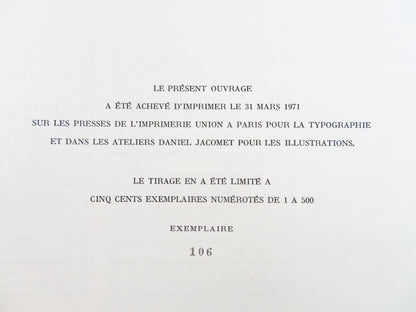 LE PRÉSENT OUVRAGE
A ÉTÉ ACHEVÉ D'IMPRIMER LE 31 MARS 1971
SUR LES PRESSES DE L'IMPRIMERIE UNION A PARIS POUR LA TYPOGRAPHIE
ET DANS LES ATELIERS DANIEL JACOMET POUR LES ILLUSTRATIONS.
LE TIRAGE EN A ÉTÉ LIMITÉ A
CINQ CENTS EXEMPLAIRES NUMÉROTÉS DE 1 A 500
EXEMPLAIRE
106